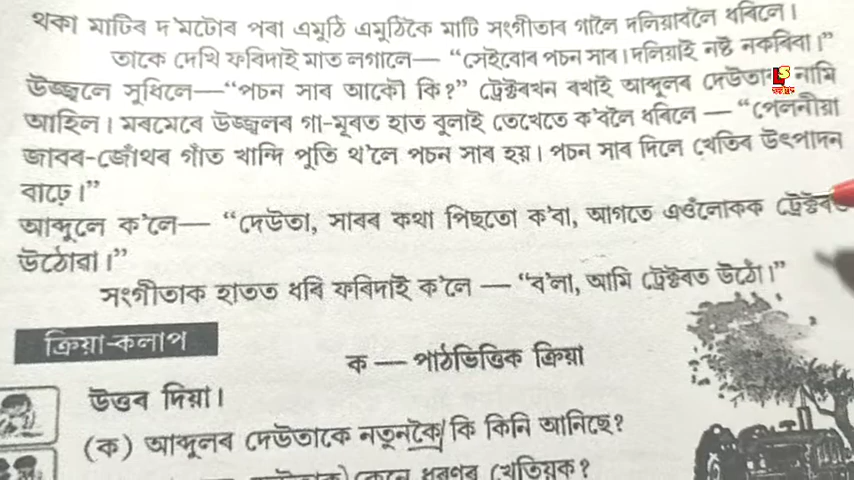 থকা মাটিৰ দ'মটোৰ পৰা এমুঠি এমুঠিকৈ মাটি সংগীতাৰ গালৈ দলিয়াবলৈ ধৰিলে।
তাকে দেখি ফৰিদাই মাত লগালে— “সেইবোৰ পচন সাৰ। দলিয়াই নষ্ট নকৰিবা।”
উজ্জ্বলে সুধিলে—“পচন সাৰ আকৌ কি?” ট্ৰেক্টৰখন ৰখাই আব্দুলৰ দেউতাক নামি
আহিল। মৰমেৰে উজ্জ্বলৰ গা-মূৰত হাত বুলাই তেখেতে ক'বলৈ ধৰিলে — “পেলনীয়া
জাবৰ-জোঁথৰ গাঁত খান্দি পুতি থ'লে পচন সাৰ হয়। পচন সাৰ দিলে খেতিৰ উৎপাদন
বাঢ়ে।”
আব্দুলে ক'লে— “দেউতা, সাৰৰ কথা পিছতো ক'বা, আগতে এওঁলোকক ট্ৰেক্টৰত
উঠোৱা।”
সংগীতাক হাতত ধৰি ফৰিদাই ক'লে — “ব'লা, আমি ট্ৰেক্টৰত উঠোঁ।”
ক্ৰিয়া-কলাপ
ক — পাঠভিত্তিক ক্ৰিয়া
উত্তৰ দিয়া।
(ক) আব্দুলৰ দেউতাকে নতুনকৈ কি কিনি আনিছে?
কেনে ধৰণৰ খেতিয়ক?
LS